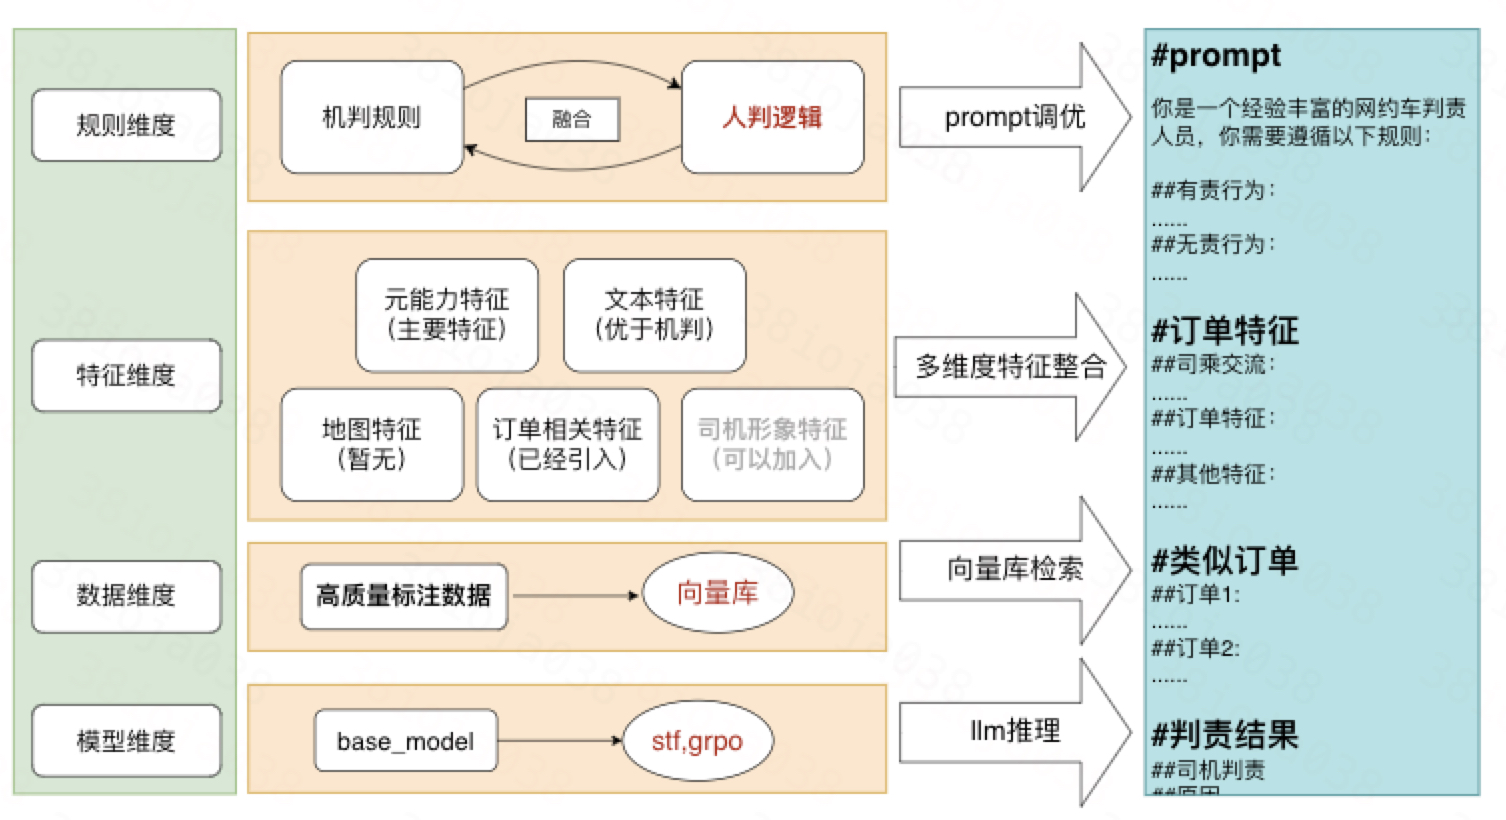 规则维度
机判规则
融合
人判逻辑
prompt调优
特征维度
元能力特征
（主要特征）
文本特征
（优于机判）
地图特征
（暂无）
订单相关特征
（已经引入）
司机形象特征
（可以加入）
多维度特征整合
数据维度
高质量标注数据
向量库
向量库检索
模型维度
base_model
stf,grpo
llm推理
#prompt
你是一个经验丰富的网约车判责
人员，你需要遵循以下规则：
##有责行为：
......
##无责行为：
......
#订单特征
##司乘交流：
......
##订单特征：
......
##其他特征：
......
#类似订单
##订单1:
......
##订单2:
......
#判责结果
##司机判责
##原因